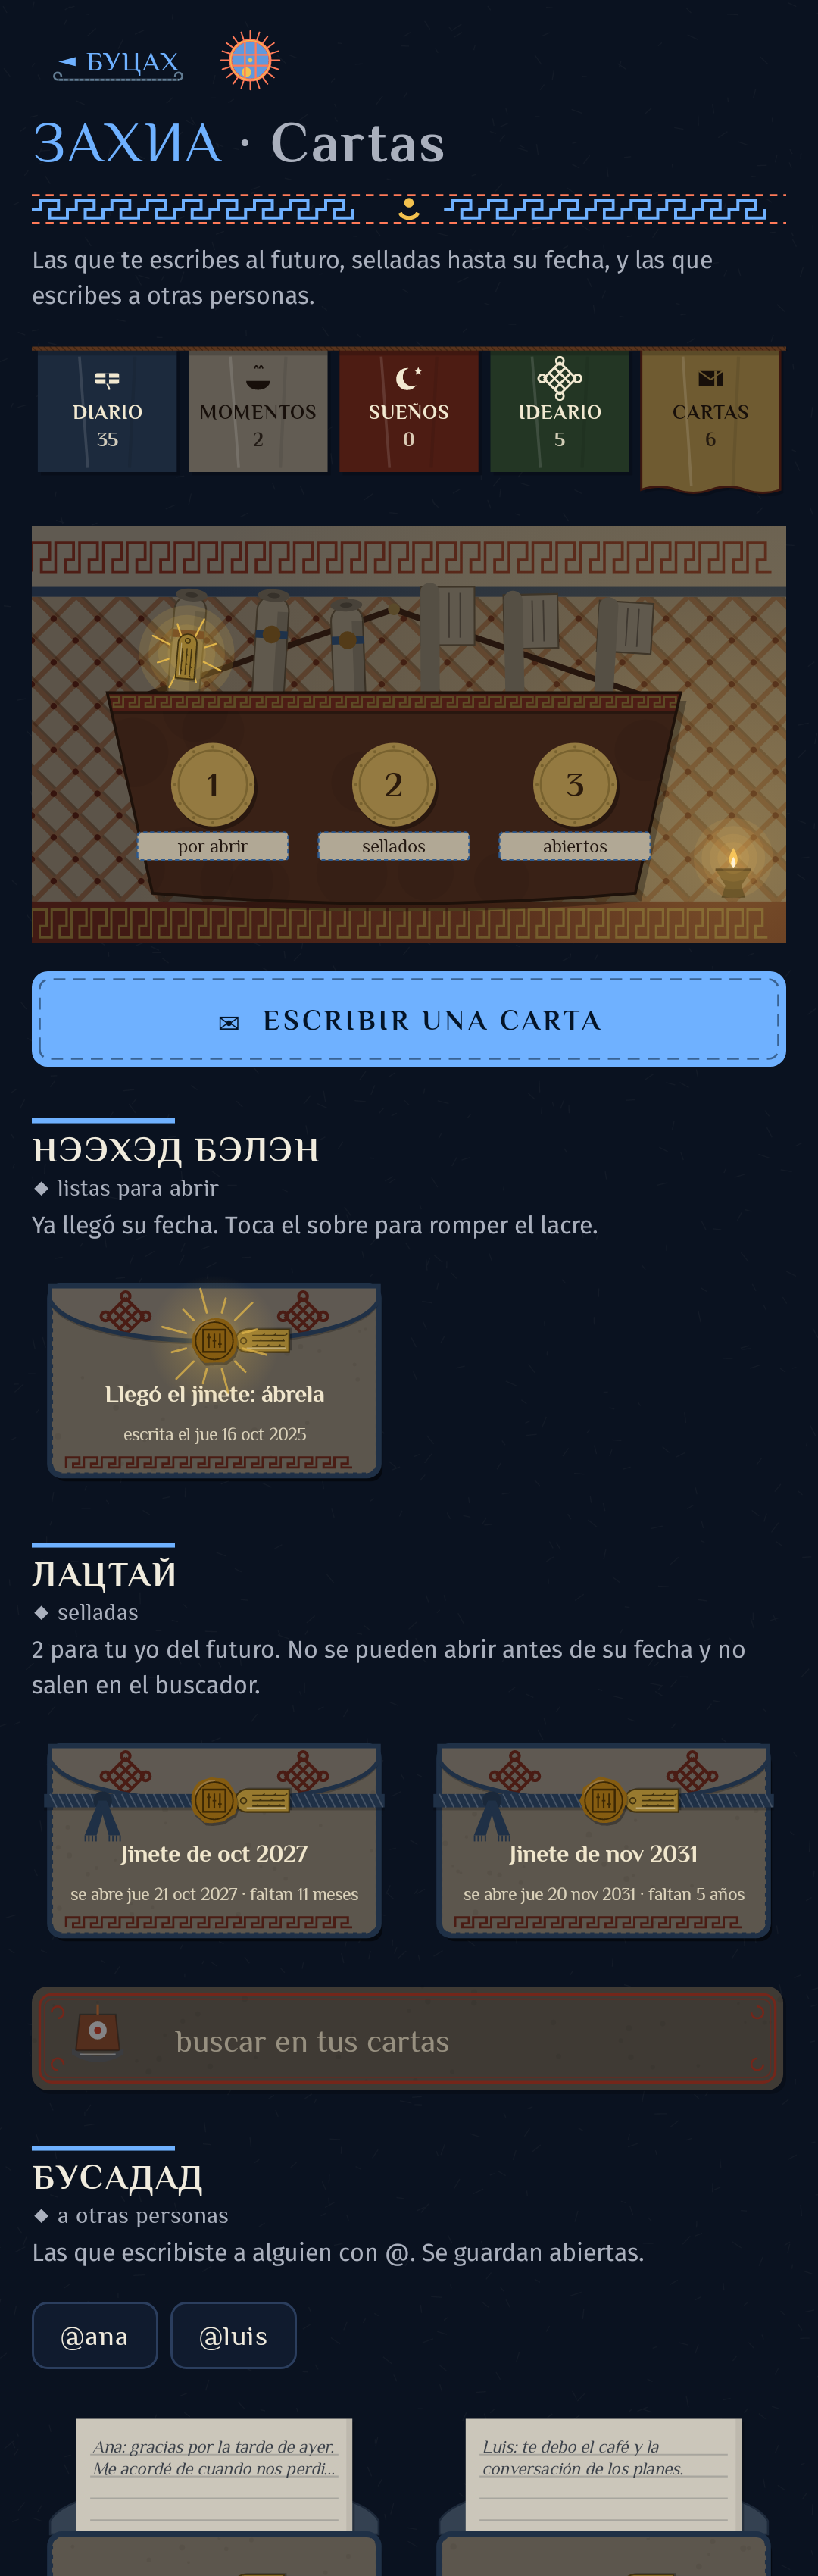 ◄ БУЦАХ
ЗАХИА · Cartas
Las que te escribes al futuro, selladas hasta su fecha, y las que
escribes a otras personas.
DIARIO
35
MOMENTOS
2
SUEÑOS
0
IDEARIO
5
CARTAS
6
1
por abrir
2
sellados
3
abiertos
✉ ESCRIBIR UNA CARTA
НЭЭХЭД БЭЛЭН
◆ listas para abrir
Ya llegó su fecha. Toca el sobre para romper el lacre.
Llegó el jinete: ábrela
escrita el jue 16 oct 2025
ЛАЦТАЙ
◆ selladas
2 para tu yo del futuro. No se pueden abrir antes de su fecha y no
salen en el buscador.
Jinete de oct 2027
se abre jue 21 oct 2027 · faltan 11 meses
Jinete de nov 2031
se abre jue 20 nov 2031 · faltan 5 años
buscar en tus cartas
БУСАДАД
◆ a otras personas
Las que escribiste a alguien con @. Se guardan abiertas.
@ana
@luis
Ana: gracias por la tarde de ayer.
Me acordé de cuando nos perdi...
Luis: te debo el café y la
conversación de los planes.